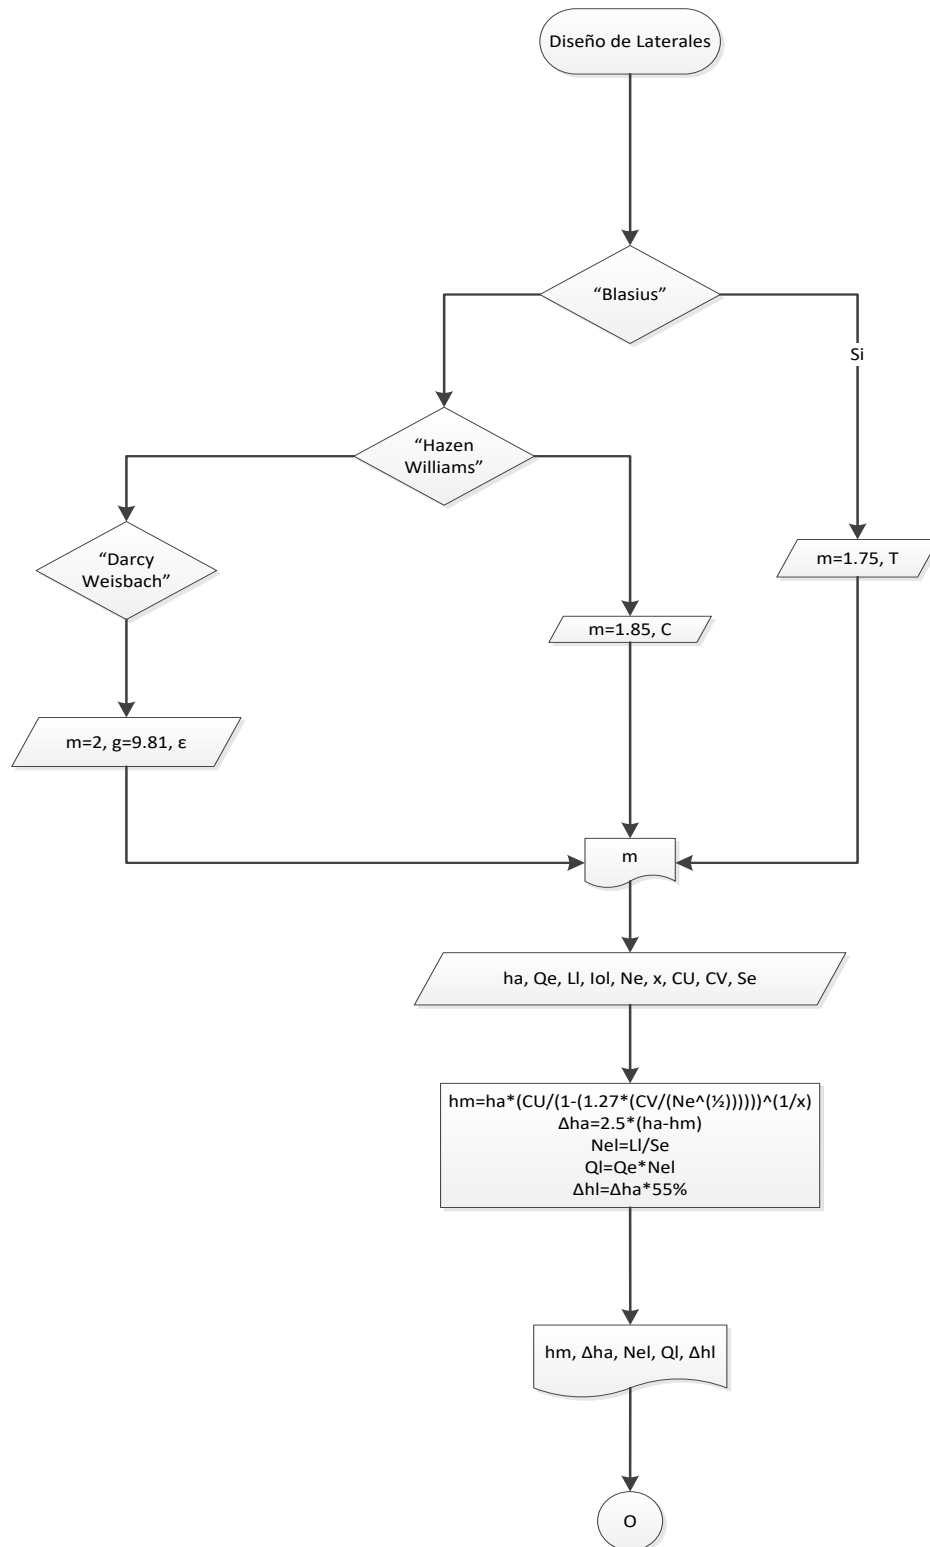 Diseño de Laterales
“Blasius”
Si
“Hazen
Williams”
“Darcy
Weisbach”
m=1.75, T
m=1.85, C
m=2, g=9.81, ε
m
ha, Qe, Ll, Iol, Ne, x, CU, CV, Se
hm=ha*(CU/(1-(1.27*(CV/(Ne^(½))))))^(1/x)
Δha=2.5*(ha-hm)
Nel=Ll/Se
Ql=Qe*Nel
Δhl=Δha*55%
hm, Δha, Nel, Ql, Δhl
O